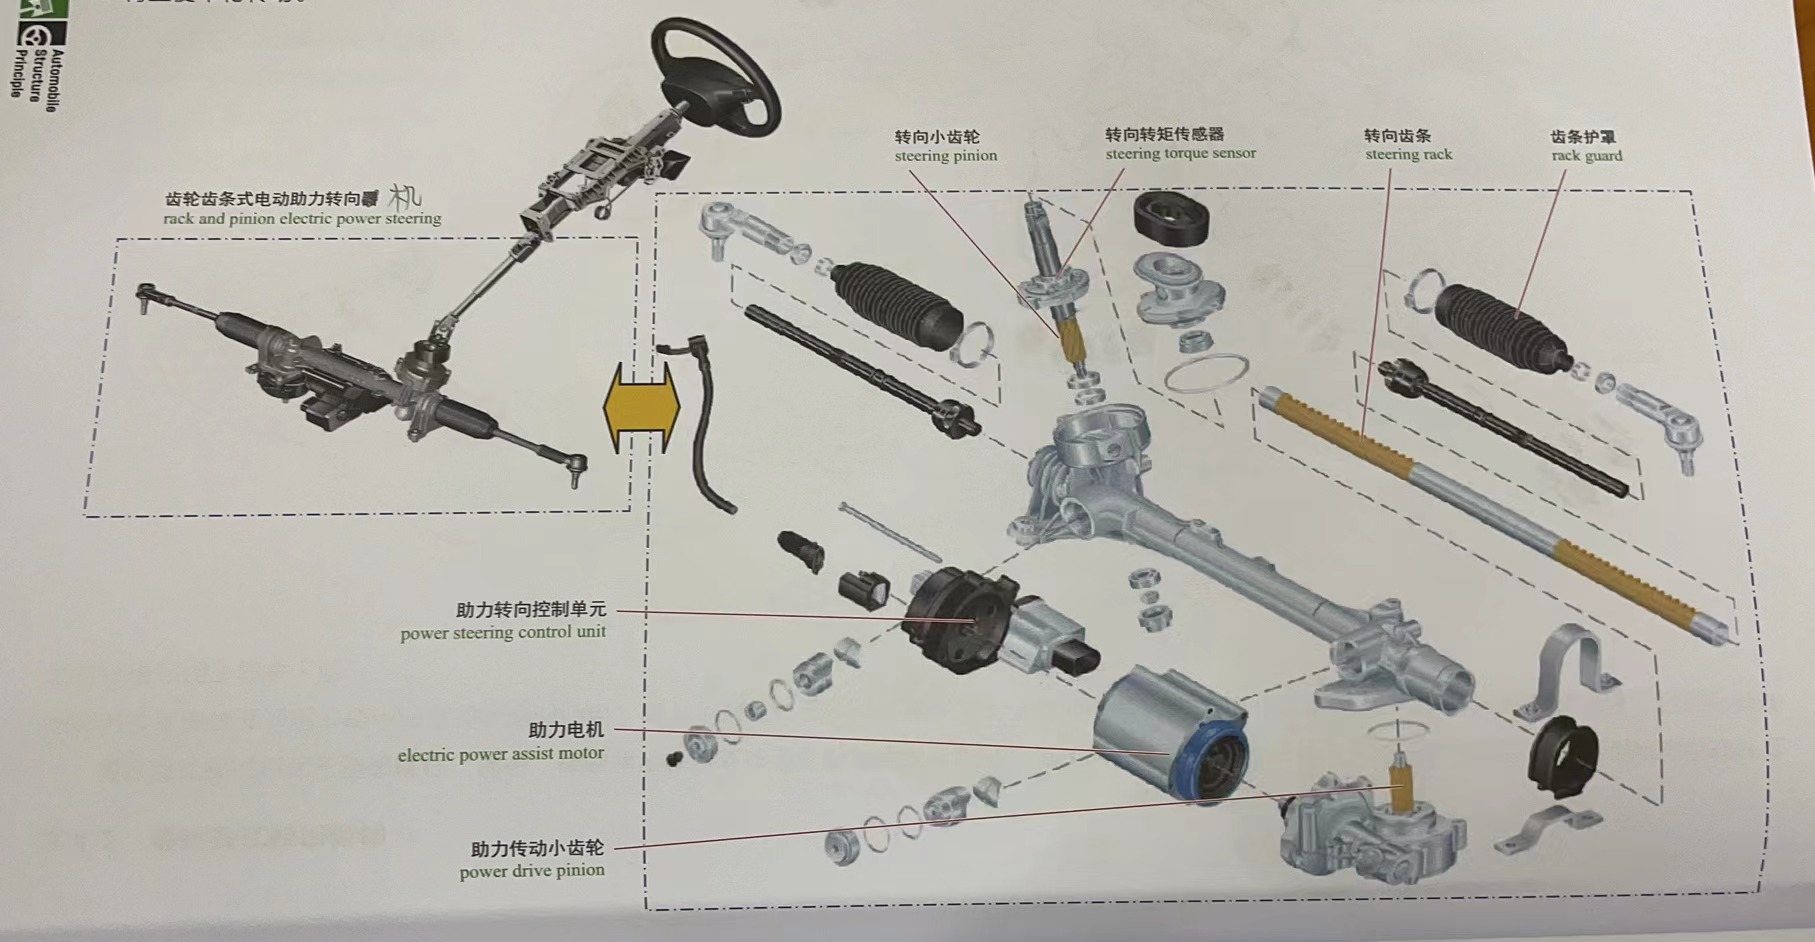 Automobile
Structure
Principle
转向小齿轮
steering pinion
转向转矩传感器
steering torque sensor
转向齿条
steering rack
齿条护罩
rack guard
齿轮齿条式电动助力转向 机
rack and pinion electric power steering
助力转向控制单元
power steering control unit
助力电机
electric power assist motor
助力传动小齿轮
power drive pinion